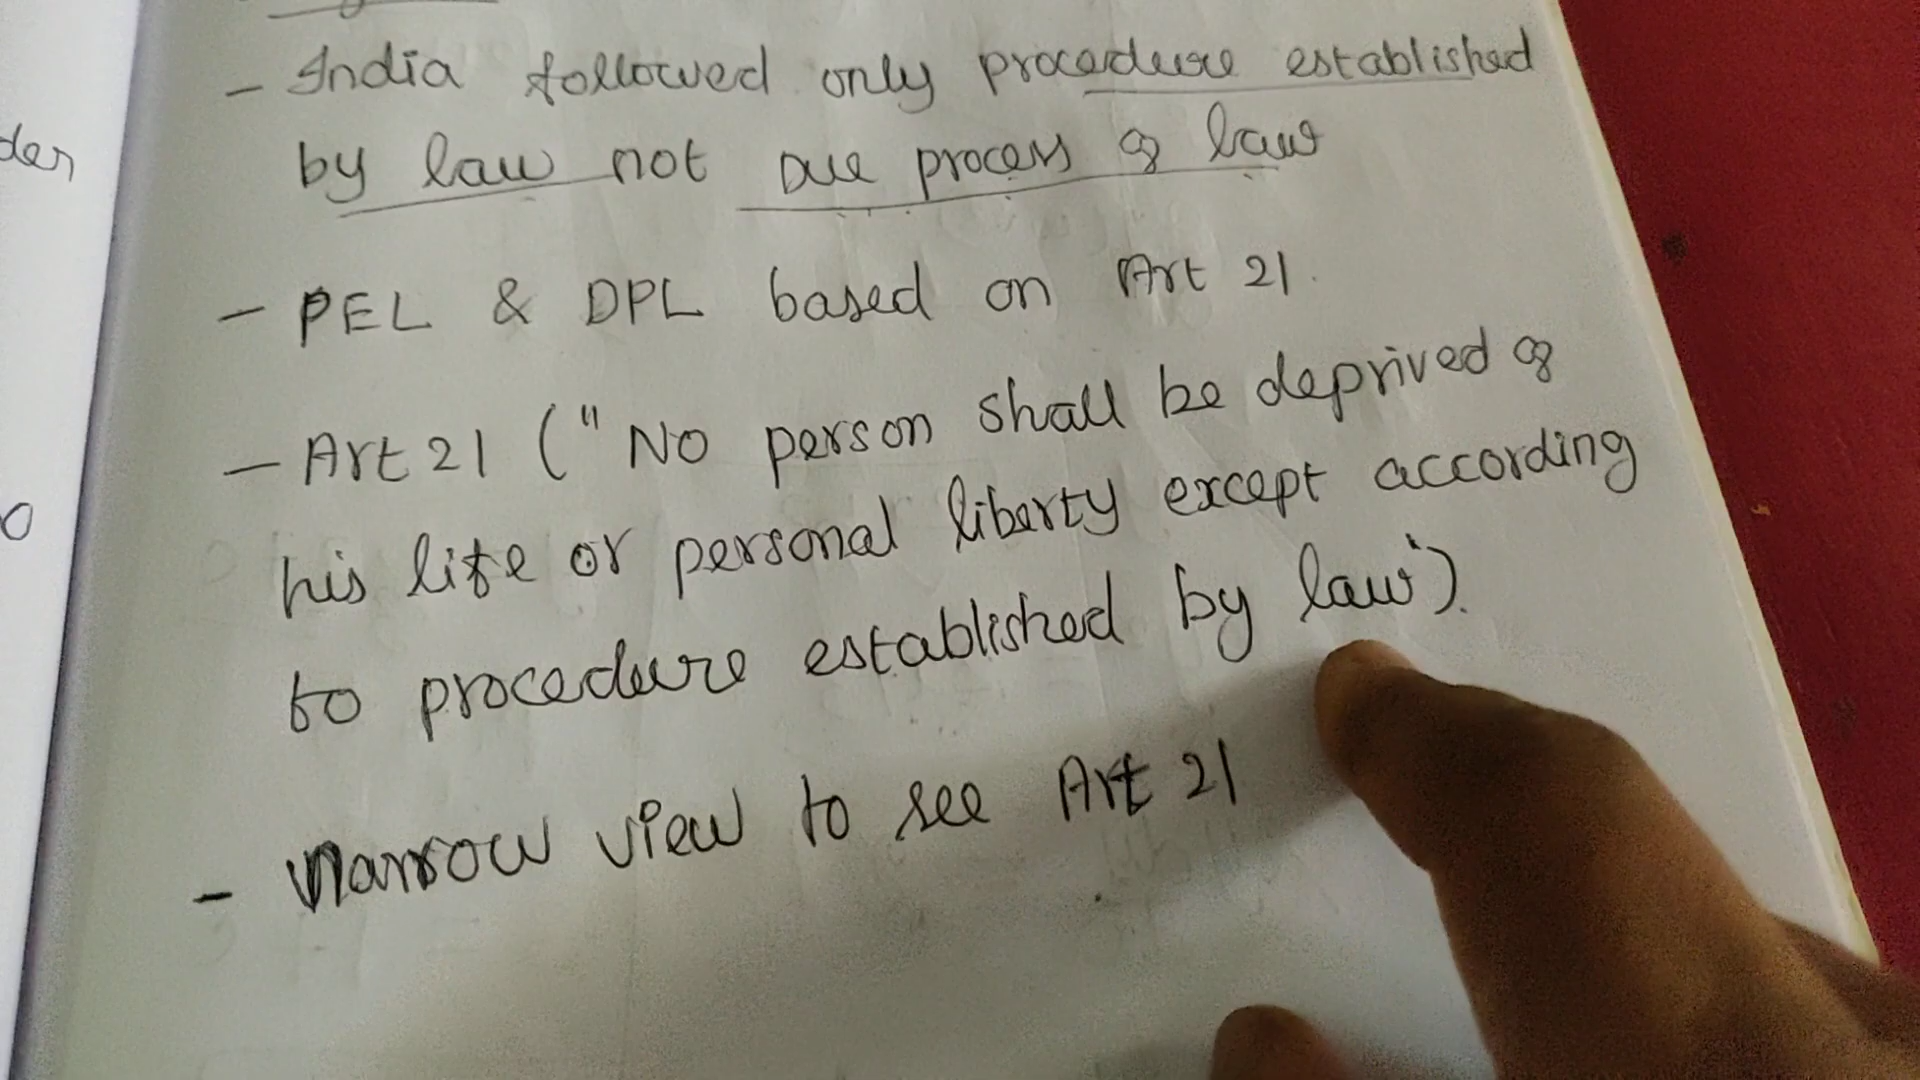 - India followed only procedure established
by law not Due process of law
- PEL & DPL based on Art 21.
- Art 21 ("No person shall be deprived of
his life or personal liberty except according
to procedure established by law").
- Narrow view to see Art 21